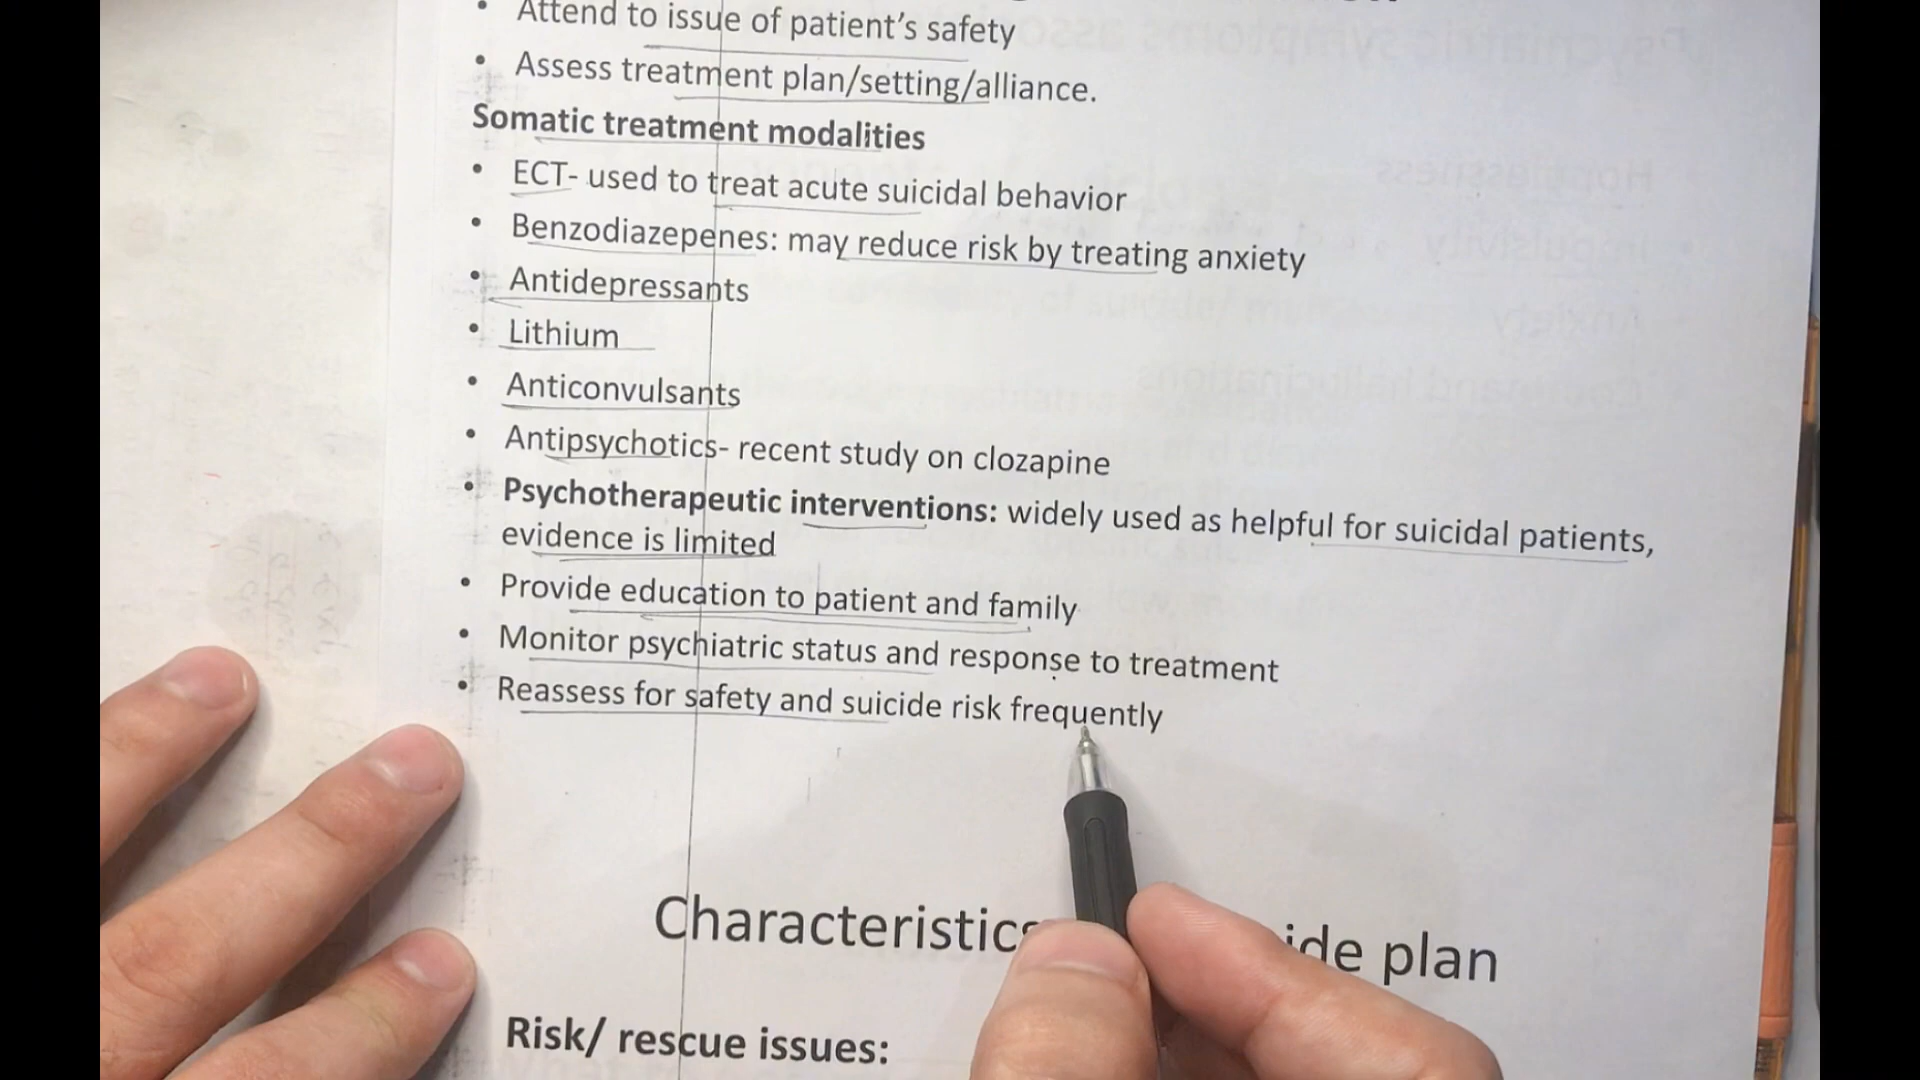 • Attend to issue of patient's safety
• Assess treatment plan/setting/alliance.
Somatic treatment modalities
• ECT- used to treat acute suicidal behavior
• Benzodiazepenes: may reduce risk by treating anxiety
• Antidepressants
• Lithium
• Anticonvulsants
• Antipsychotics- recent study on clozapine
• Psychotherapeutic interventions: widely used as helpful for suicidal patients,
evidence is limited
• Provide education to patient and family
• Monitor psychiatric status and response to treatment
• Reassess for safety and suicide risk frequently
Characteristics plan
Risk/ rescue issues: